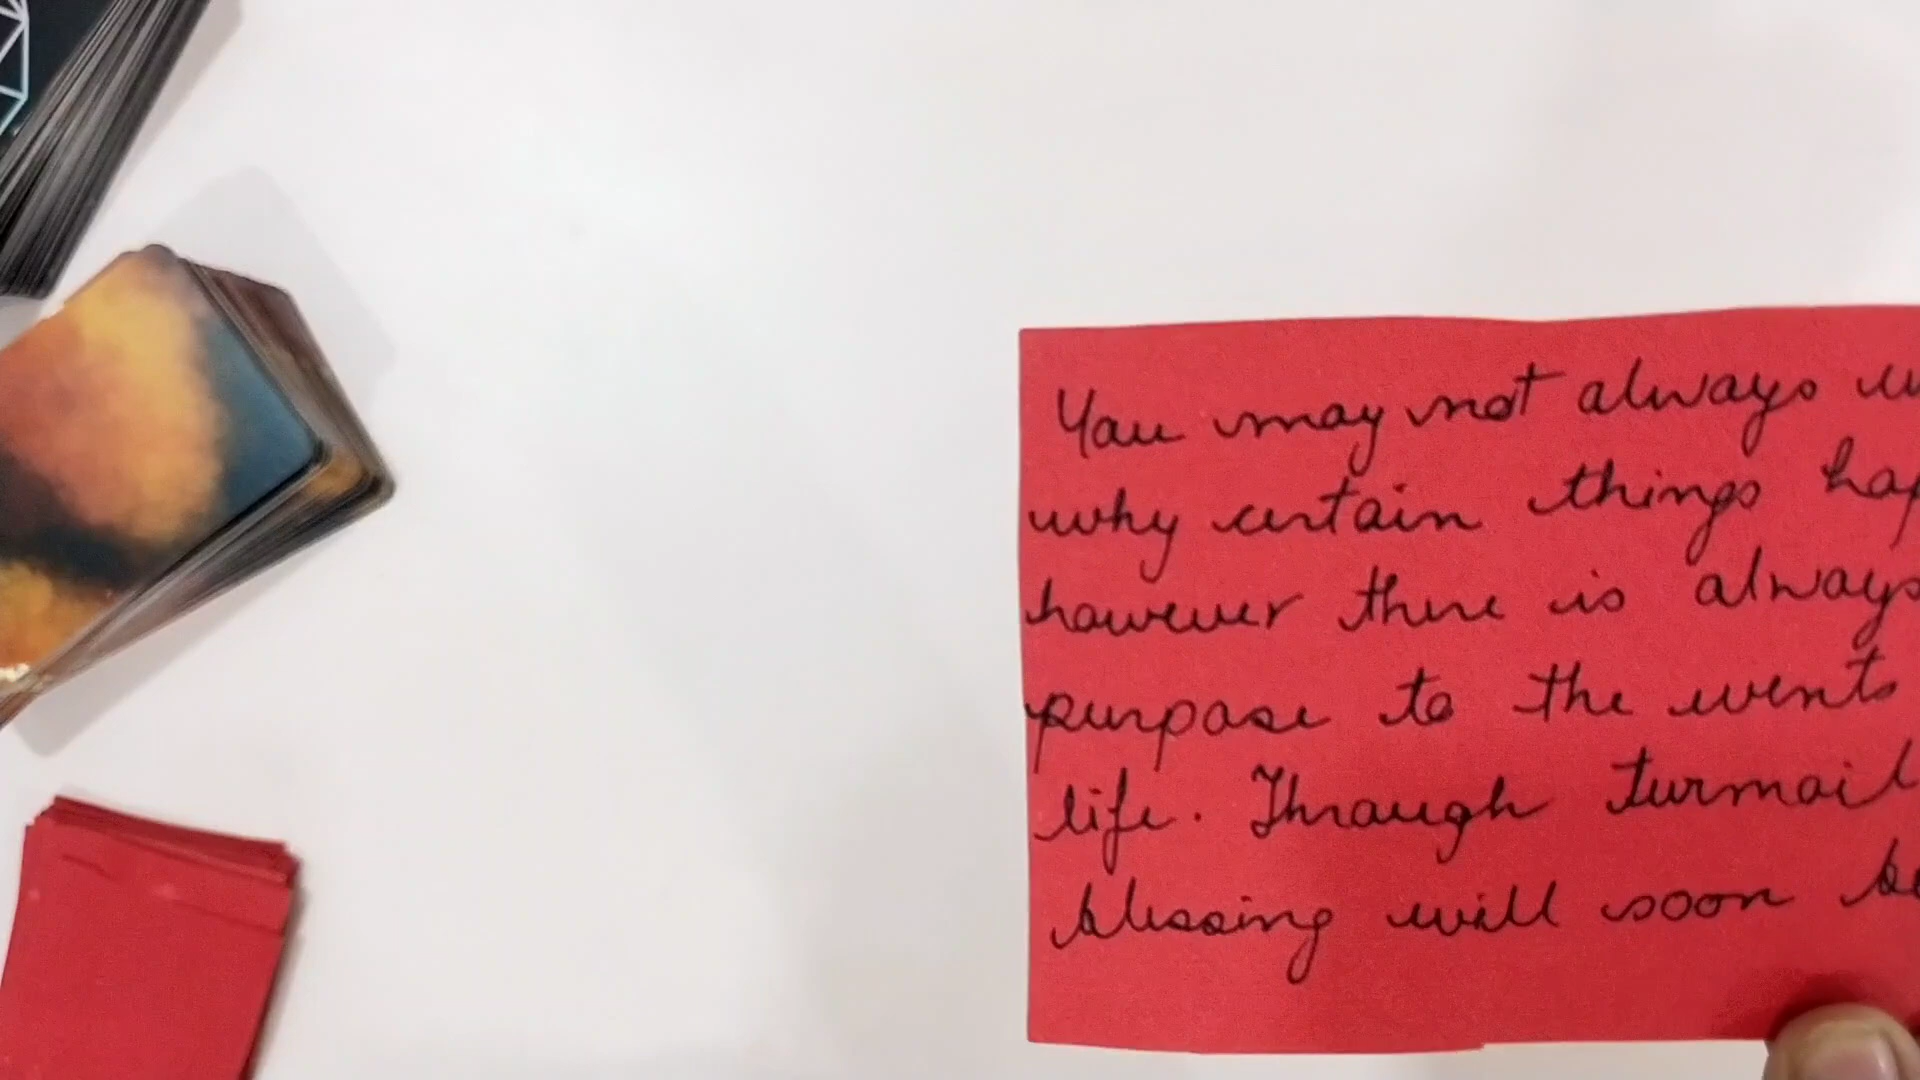 You may not always
why certain things
however there is always
purpose to the events
life. Through turmoil
blessing will soon